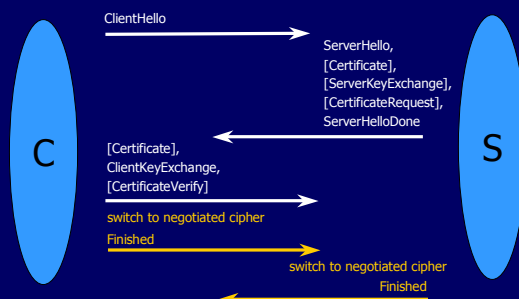 ClientHello
ServerHello,
[Certificate],
[ServerKeyExchange],
[CertificateRequest],
ServerHelloDone
C
S
[Certificate],
ClientKeyExchange,
[CertificateVerify]
switch to negotiated cipher
Finished
switch to negotiated cipher
Finished